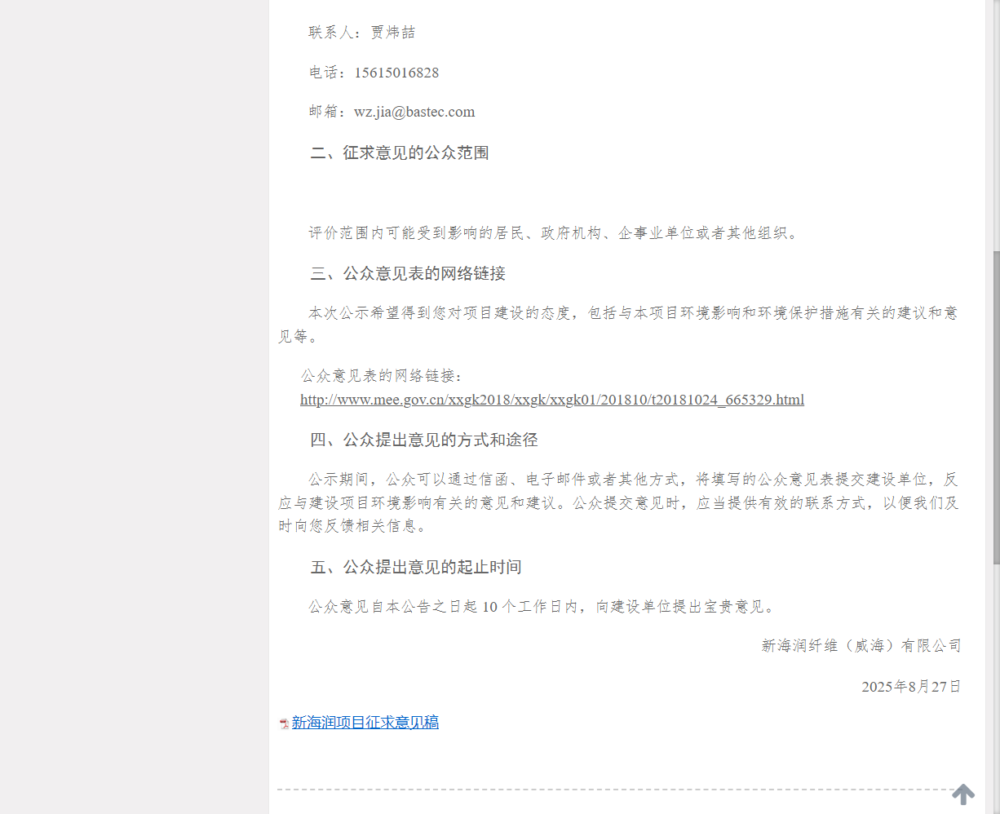 联系人：贾炜喆
电话：15615016828
邮箱：wz.jia@bastec.com
二、征求意见的公众范围
评价范围内可能受到影响的居民、政府机构、企事业单位或者其他组织。
三、公众意见表的网络链接
本次公示希望得到您对项目建设的态度，包括与本项目环境影响和环境保护措施有关的建议和意
见等。
公众意见表的网络链接：
http://www.mee.gov.cn/xxgk2018/xxgk/xxgk01/201810/t20181024_665329.html
四、公众提出意见的方式和途径
公示期间，公众可以通过信函、电子邮件或者其他方式，将填写的公众意见表提交建设单位，反
应与建设项目环境影响有关的意见和建议。公众提交意见时，应当提供有效的联系方式，以便我们及
时向您反馈相关信息。
五、公众提出意见的起止时间
公众意见自本公告之日起 10 个工作日内，向建设单位提出宝贵意见。
新海润纤维（威海）有限公司
2025年8月27日
新海润项目征求意见稿